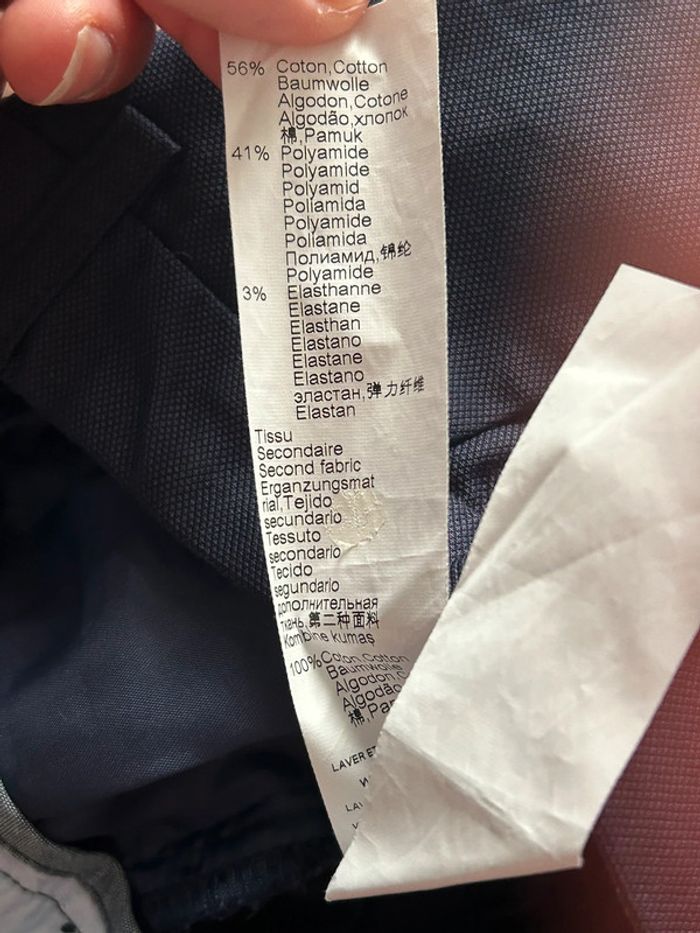 56% Coton,Cotton
Baumwolle
Algodon,Cotone
Algodão,хлопок
棉,Pamuk
41% Polyamide
Polyamide
Polyamid
Poliamida
Polyamide
Poliamida
Полиамид,锦纶
Polyamide
3% Elasthanne
Elastane
Elasthan
Elastano
Elastane
Elastano
эластан,弹力纤维
Elastan
Tissu
Secondaire
Second fabric
Erganzungsmat
rial,Tejido
secundario
Tessuto
secondario
Tecido
segundario
дополнительная
ткань,第二种面料
Kombine kumaş
100% Coton,Cotton
Baumwolle
Algodon,C
Algodão
棉,Pa
LAVER ET